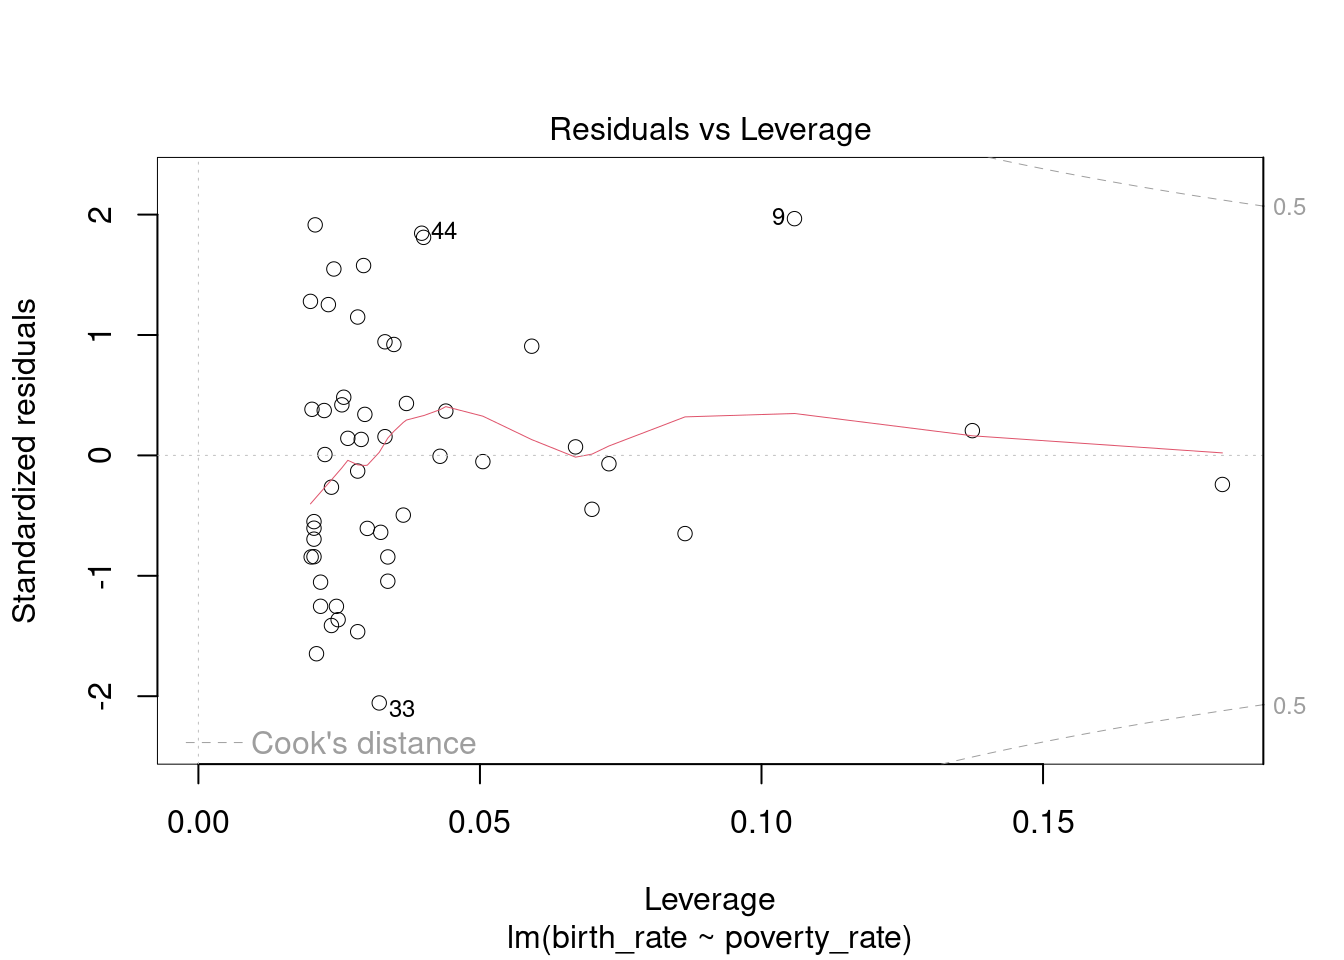 Residuals vs Leverage
Standardized residuals
2
1
0
-1
-2
44
9
33
0.5
0.5
Cook's distance
0.00 0.05 0.10 0.15
Leverage
lm(birth_rate ~ poverty_rate)